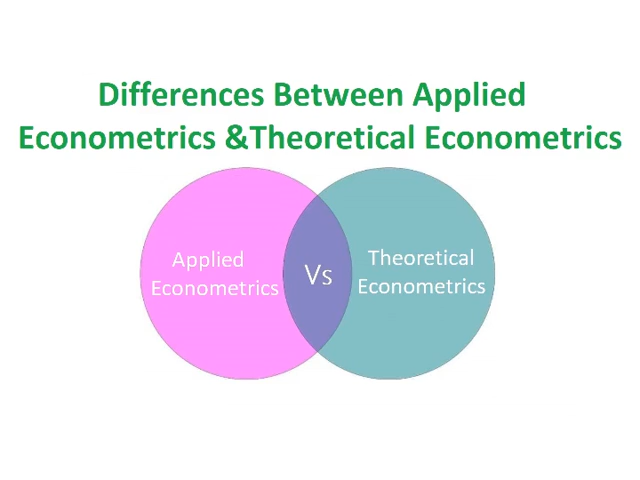 Differences Between Applied
Econometrics &Theoretical Econometrics
Applied
Econometrics
Vs
Theoretical
Econometrics